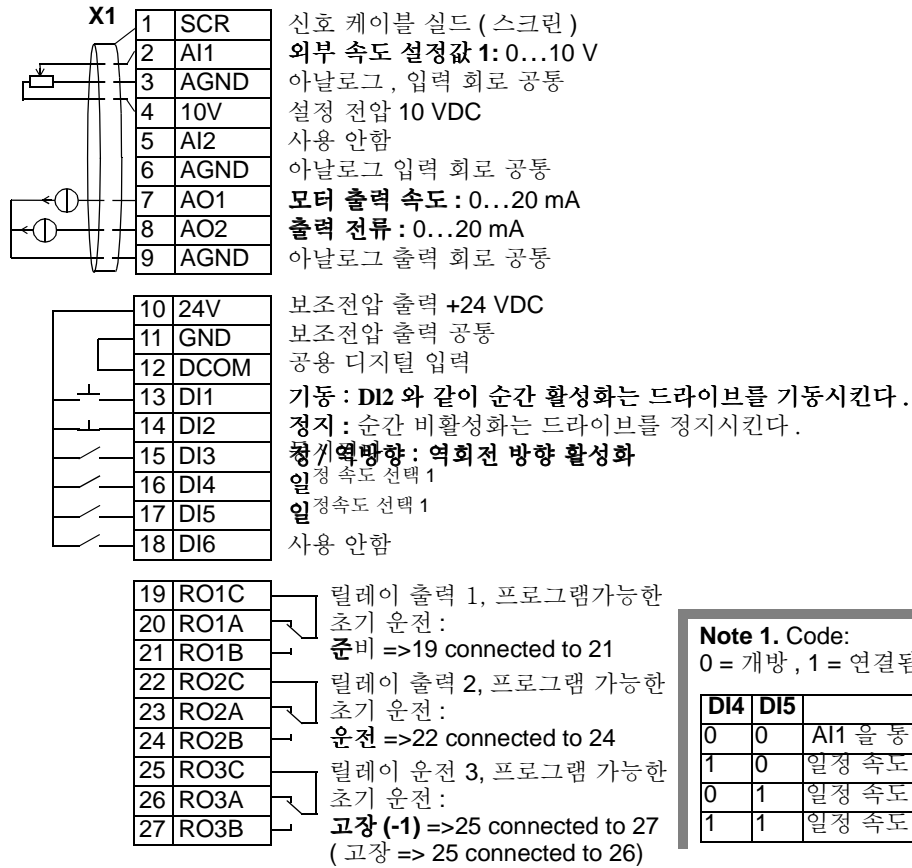 X1
1 SCR 신호 케이블 실드 ( 스크린 )
2 AI1 외부 속도 설정값 1: 0…10 V
3 AGND 아날로그 , 입력 회로 공통
4 10V 설정 전압 10 VDC
5 AI2 사용 안함
6 AGND 아날로그 입력 회로 공통
7 AO1 모터 출력 속도 : 0…20 mA
8 AO2 출력 전류 : 0…20 mA
9 AGND 아날로그 출력 회로 공통
10 24V 보조전압 출력 +24 VDC
11 GND 보조전압 출력 공통
12 DCOM 공용 디지털 입력
13 DI1 기동 : DI2 와 같이 순간 활성화는 드라이브를 기동시킨다 .
14 DI2 정지 : 순간 비활성화는 드라이브를 정지시킨다 .
15 DI3 정 / 역방향 : 역회전 방향 활성화
16 DI4 일정 속도 선택 1
17 DI5 일정속도 선택 1
18 DI6 사용 안함
19 RO1C 릴레이 출력 1, 프로그램가능한
20 RO1A 초기 운전 :
21 RO1B 준비 =>19 connected to 21
22 RO2C 릴레이 출력 2, 프로그램 가능한
23 RO2A 초기 운전 :
24 RO2B 운전 =>22 connected to 24
25 RO3C 릴레이 운전 3, 프로그램 가능한
26 RO3A 초기 운전 :
27 RO3B 고장 (-1) =>25 connected to 27
( 고장 => 25 connected to 26)
Note 1. Code:
0 = 개방 , 1 = 연결됨
DI4 DI5
0 0 AI1 을 통
1 0 일정 속도
0 1 일정 속도
1 1 일정 속도